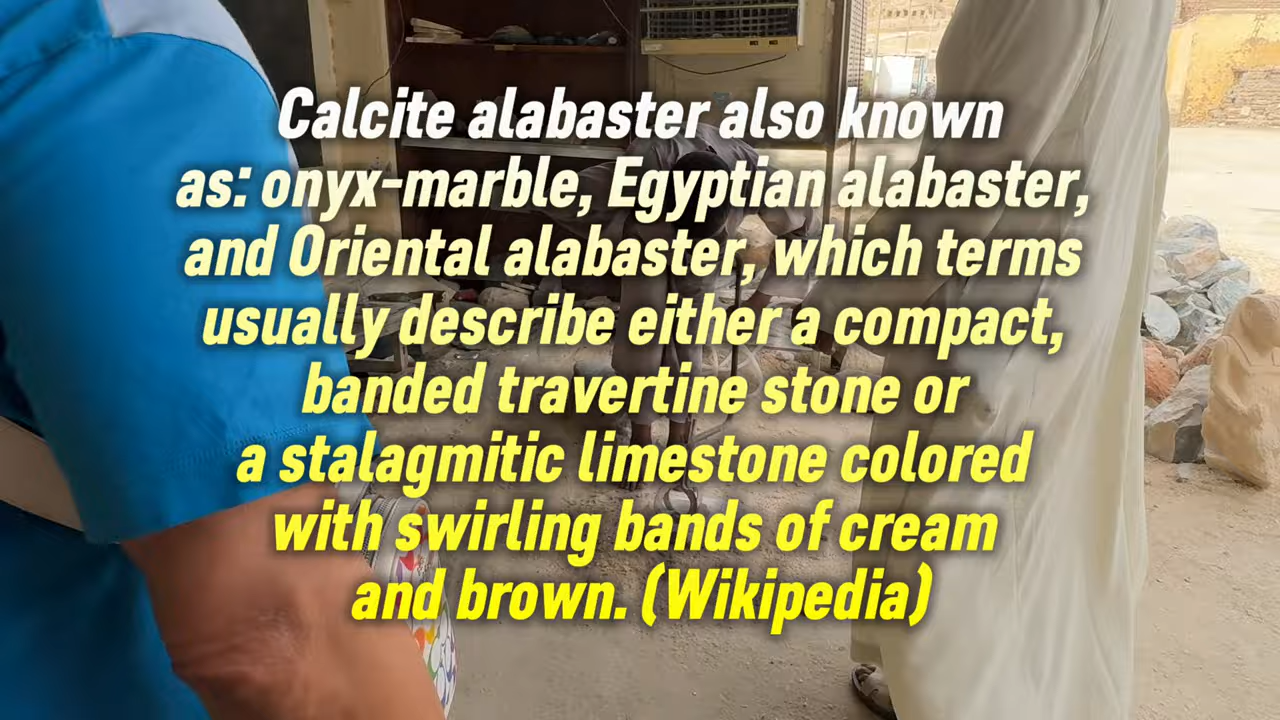 Calcite alabaster also known
as: onyx-marble, Egyptian alabaster,
and Oriental alabaster, which terms
usually describe either a compact,
banded travertine stone or
a stalagmitic limestone colored
with swirling bands of cream
and brown. (Wikipedia)